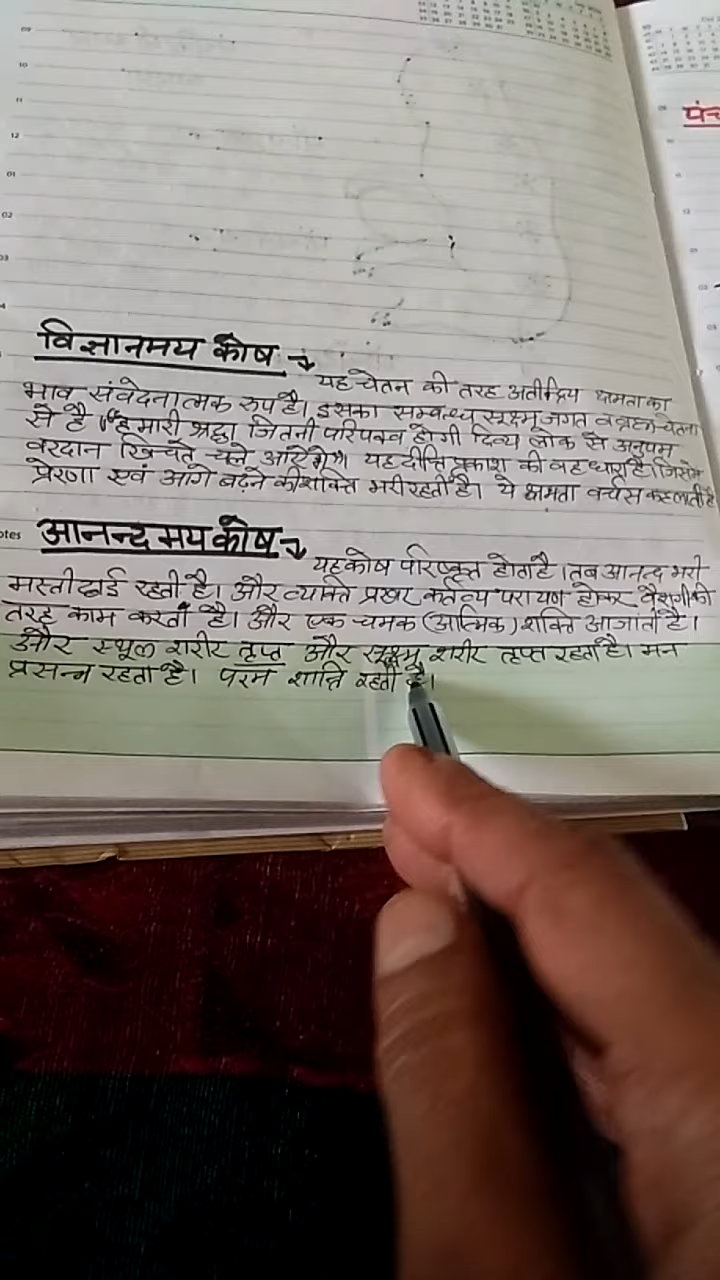 पंच
विज्ञानमय कोष →
यह चेतन की तरह अतीन्द्रिय क्षमता का
भाव संवेदनात्मक रुप है। इसका सम्बन्ध सूक्ष्म जगत व ब्रह्म चेतना
से है। "हमारी श्रद्धा जितनी परिपक्व होगी दिव्य लोक से अनुपम
वरदान खिंचते चले आयेंगे"। यह दीप्ति प्रकाश की वह धारा है। जिसमें
प्रेरणा एवं आगे बढ़ने की शक्ति भरी रहती है। ये क्षमता वर्चस कहलाती है
आनन्दमय कोष →
यह कोष परिष्कृत होता है। तब आनन्द भरी
मस्ती छाई रहती है। और व्यक्ति प्रखर कर्तव्य परायण होकर वैरागी की
तरह काम करता है। और एक चमक (आत्मिक) शक्ति आजाती है।
और स्थूल शरीर तृप्त और सूक्ष्म शरीर तृप्त रहता है। मन
प्रसन्न रहता है। परम शान्ति रहती है।